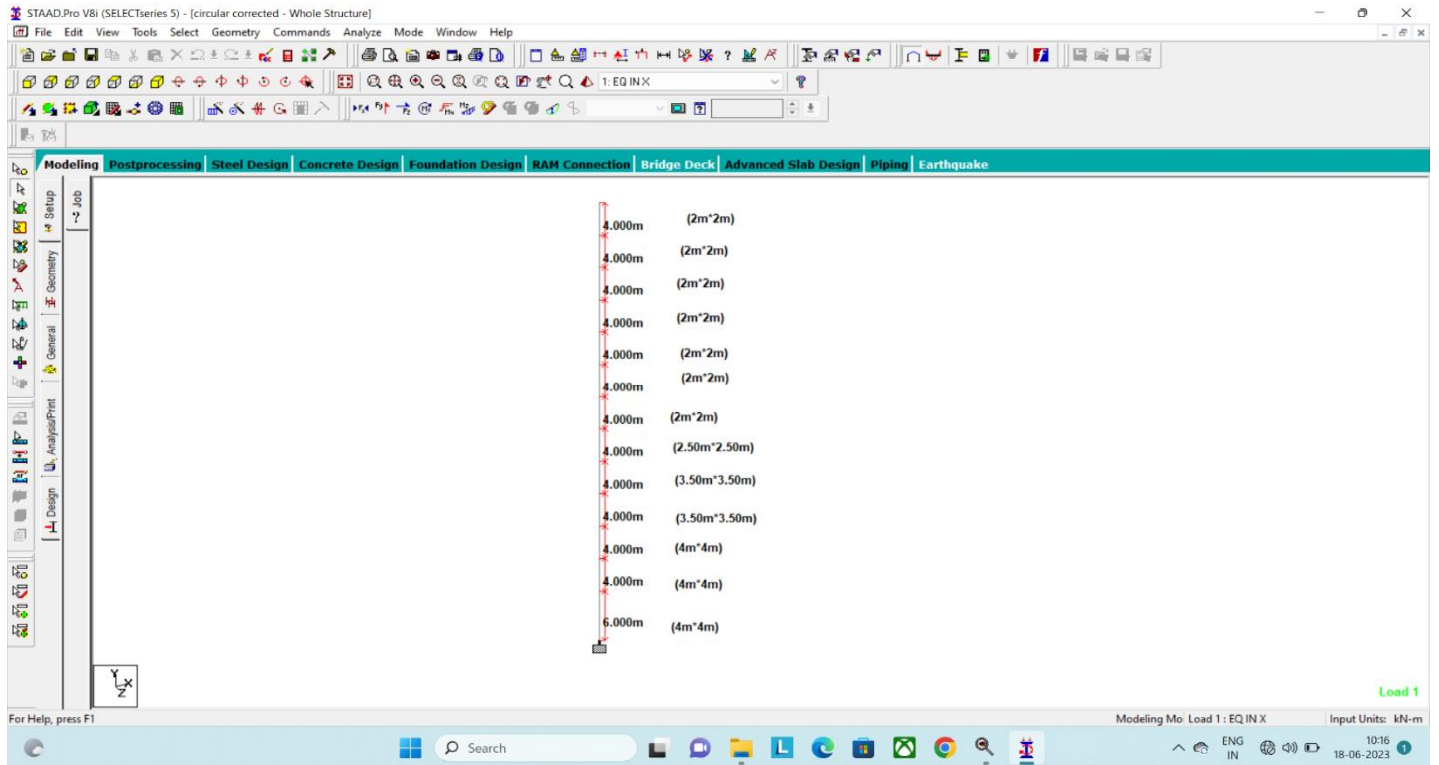 STAAD.Pro V8i (SELECTseries 5) - [circular corrected - Whole Structure]
File Edit View Tools Select Geometry Commands Analyze Mode Window Help
1: EQ IN X
Modeling Postprocessing Steel Design Concrete Design Foundation Design RAM Connection Bridge Deck Advanced Slab Design Piping Earthquake
Setup
Geometry
General
Analysis/Print
Design
Job
4.000m (2m*2m)
4.000m (2m*2m)
4.000m (2m*2m)
4.000m (2m*2m)
4.000m (2m*2m)
4.000m (2m*2m)
4.000m (2m*2m)
4.000m (2.50m*2.50m)
4.000m (3.50m*3.50m)
4.000m (3.50m*3.50m)
4.000m (4m*4m)
4.000m (4m*4m)
6.000m (4m*4m)
Y X
Z
Load 1
For Help, press F1 Modeling Mo Load 1 : EQ IN X Input Units: kN-m
Search ENG 10:16
IN 18-06-2023 1